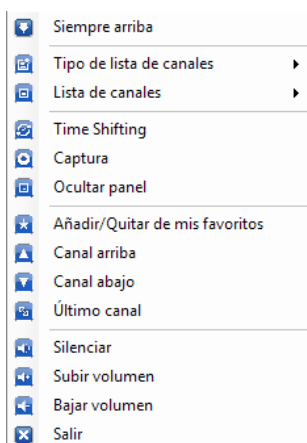 Siempre arriba
Tipo de lista de canales
Lista de canales
Time Shifting
Captura
Ocultar panel
Añadir/Quitar de mis favoritos
Canal arriba
Canal abajo
Último canal
Silenciar
Subir volumen
Bajar volumen
Salir